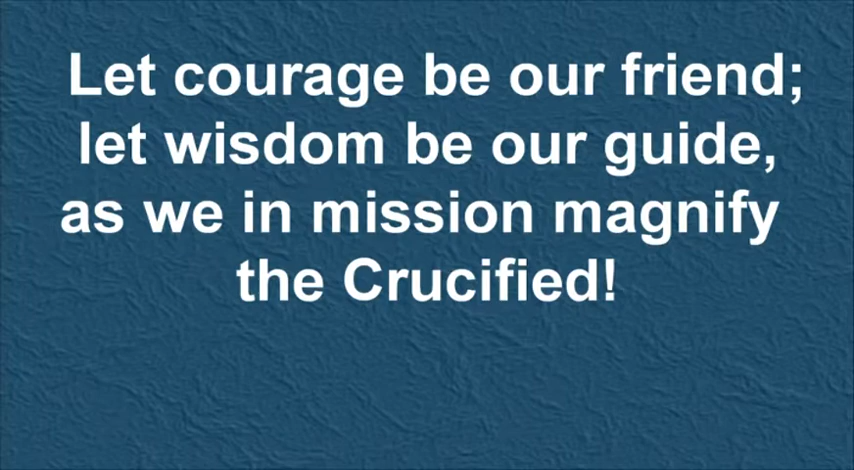 Let courage be our friend;
let wisdom be our guide,
as we in mission magnify
the Crucified!